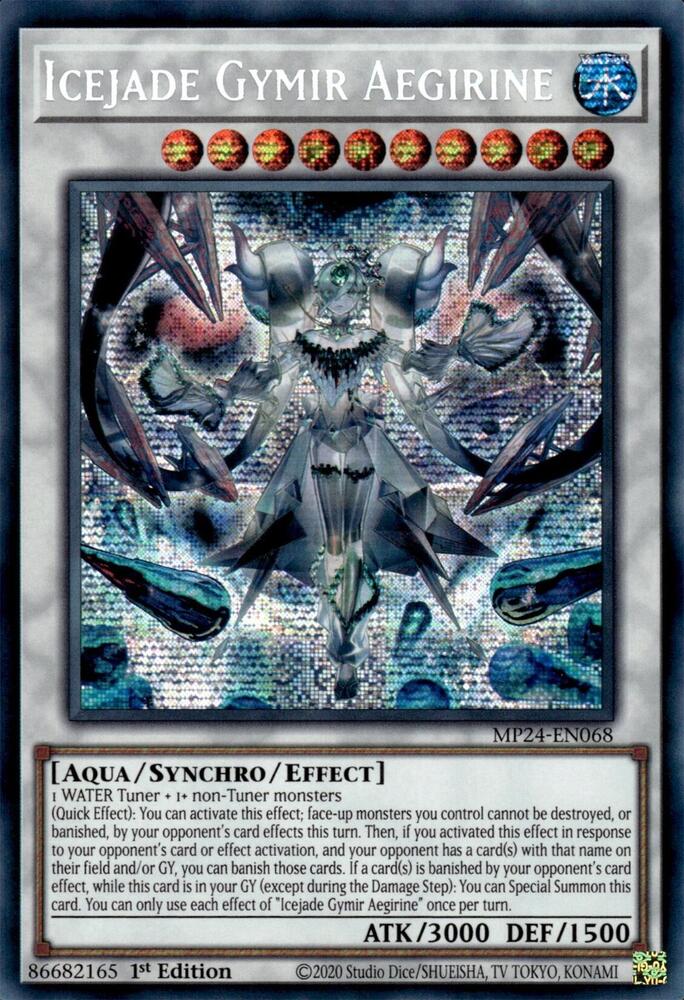 ICEJADE GYMIR AEGIRINE
水
MP24-EN068
[AQUA/SYNCHRO/EFFECT]
1 WATER Tuner + 1+ non-Tuner monsters
(Quick Effect): You can activate this effect; face-up monsters you control cannot be destroyed, or
banished, by your opponent's card effects this turn. Then, if you activated this effect in response
to your opponent's card or effect activation, and your opponent has a card(s) with that name on
their field and/or GY, you can banish those cards. If a card(s) is banished by your opponent's card
effect, while this card is in your GY (except during the Damage Step): You can Special Summon this
card. You can only use each effect of "Icejade Gymir Aegirine" once per turn.
ATK/3000 DEF/1500
86682165 1st Edition ©2020 Studio Dice/SHUEISHA, TV TOKYO, KONAMI